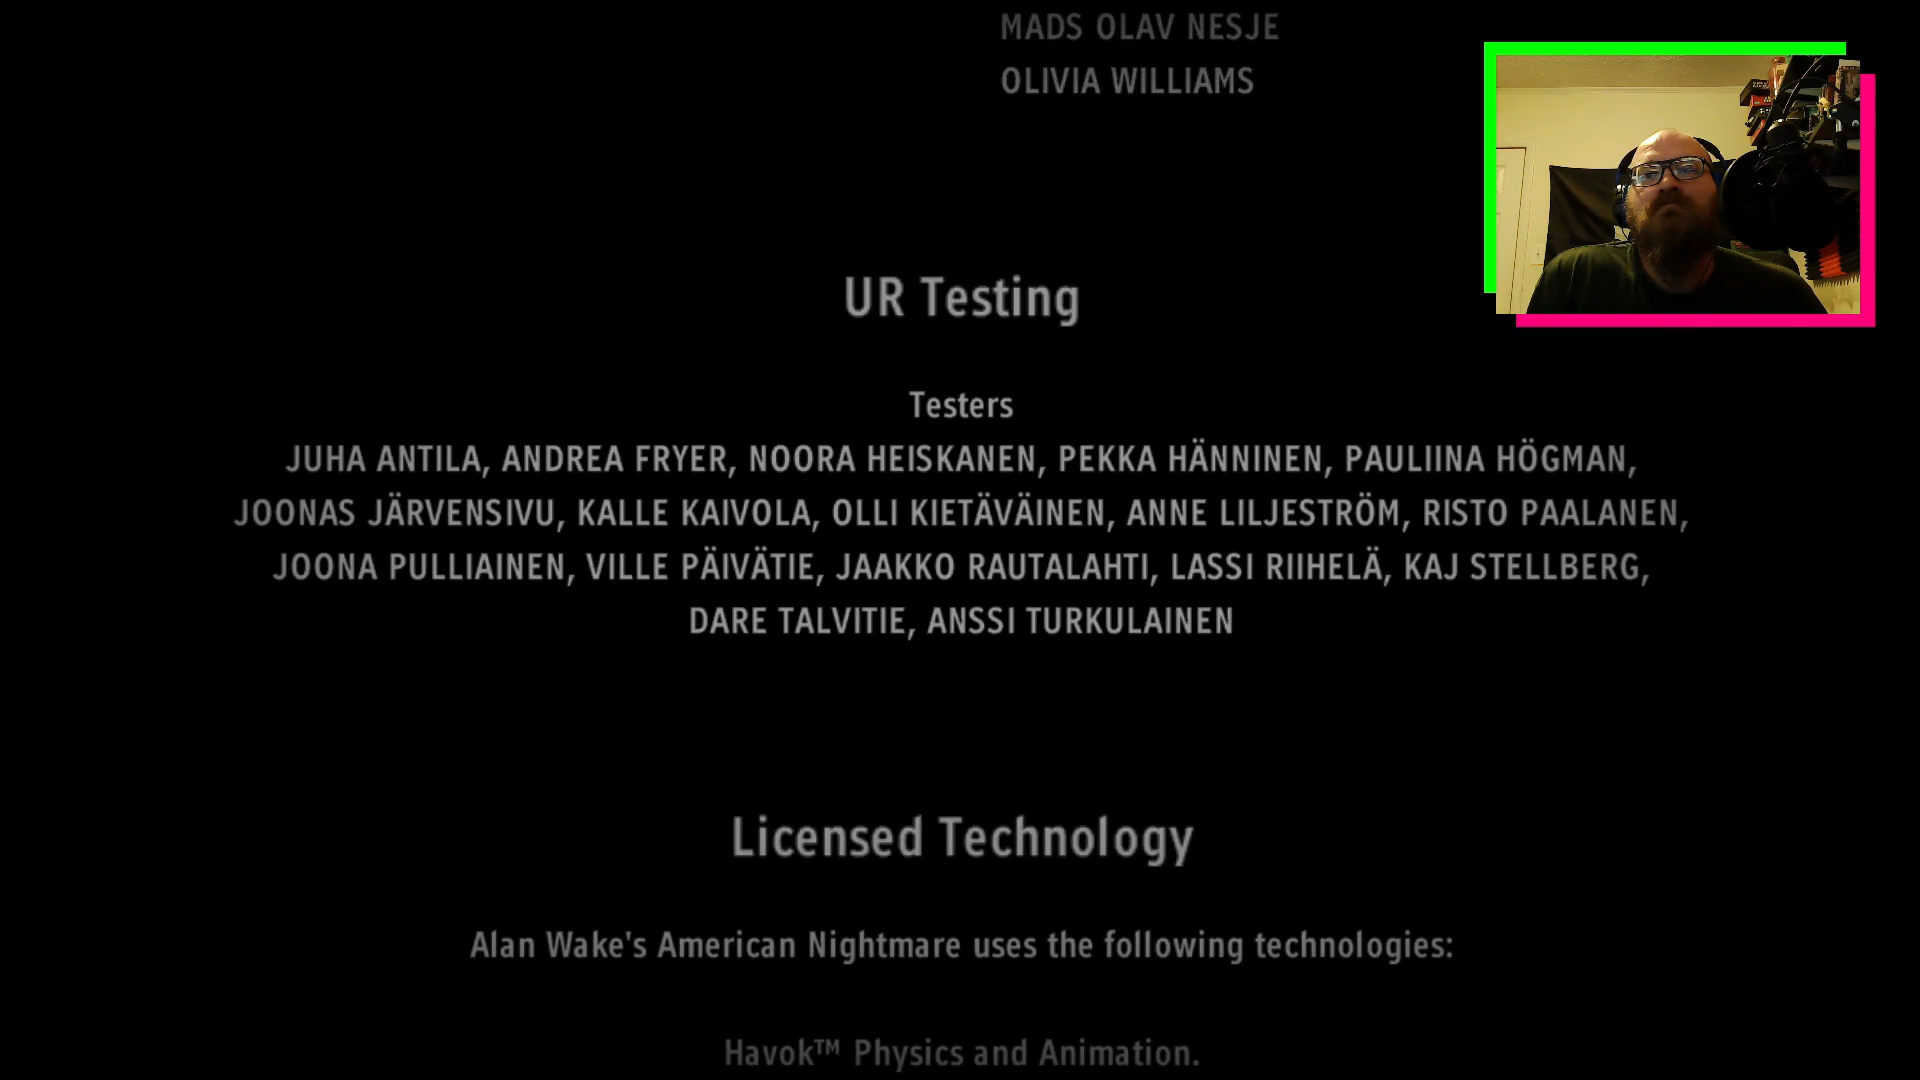 MADS OLAV NESJE
OLIVIA WILLIAMS
UR Testing
Testers
JUHA ANTILA, ANDREA FRYER, NOORA HEISKANEN, PEKKA HÄNNINEN, PAULIINA HÖGMAN,
JOONAS JÄRVENSIVU, KALLE KAIVOLA, OLLI KIETÄVÄINEN, ANNE LILJESTRÖM, RISTO PAALANEN,
JOONA PULLIAINEN, VILLE PÄIVÄTIE, JAAKKO RAUTALAHTI, LASSI RIIHELÄ, KAJ STELLBERG,
DARE TALVITIE, ANSSI TURKULAINEN
Licensed Technology
Alan Wake's American Nightmare uses the following technologies:
Havok™ Physics and Animation.